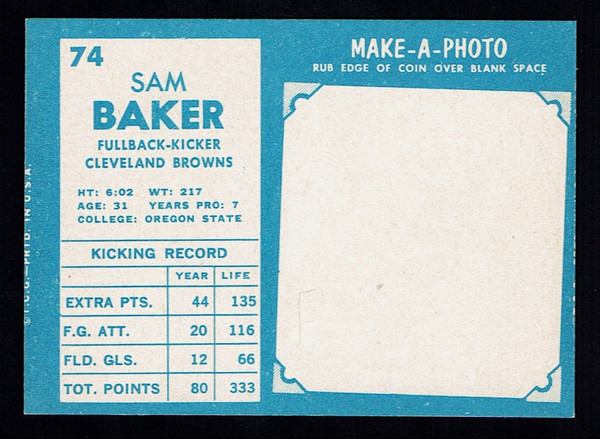 74
SAM
BAKER
FULLBACK-KICKER
CLEVELAND BROWNS
HT: 6:02 WT: 217
AGE: 31 YEARS PRO: 7
COLLEGE: OREGON STATE
KICKING RECORD
YEAR LIFE
EXTRA PTS. 44 135
F.G. ATT. 20 116
FLD. GLS. 12 66
TOT. POINTS 80 333
©T.C.G.—PRTD. IN U.S.A.
MAKE-A-PHOTO
RUB EDGE OF COIN OVER BLANK SPACE